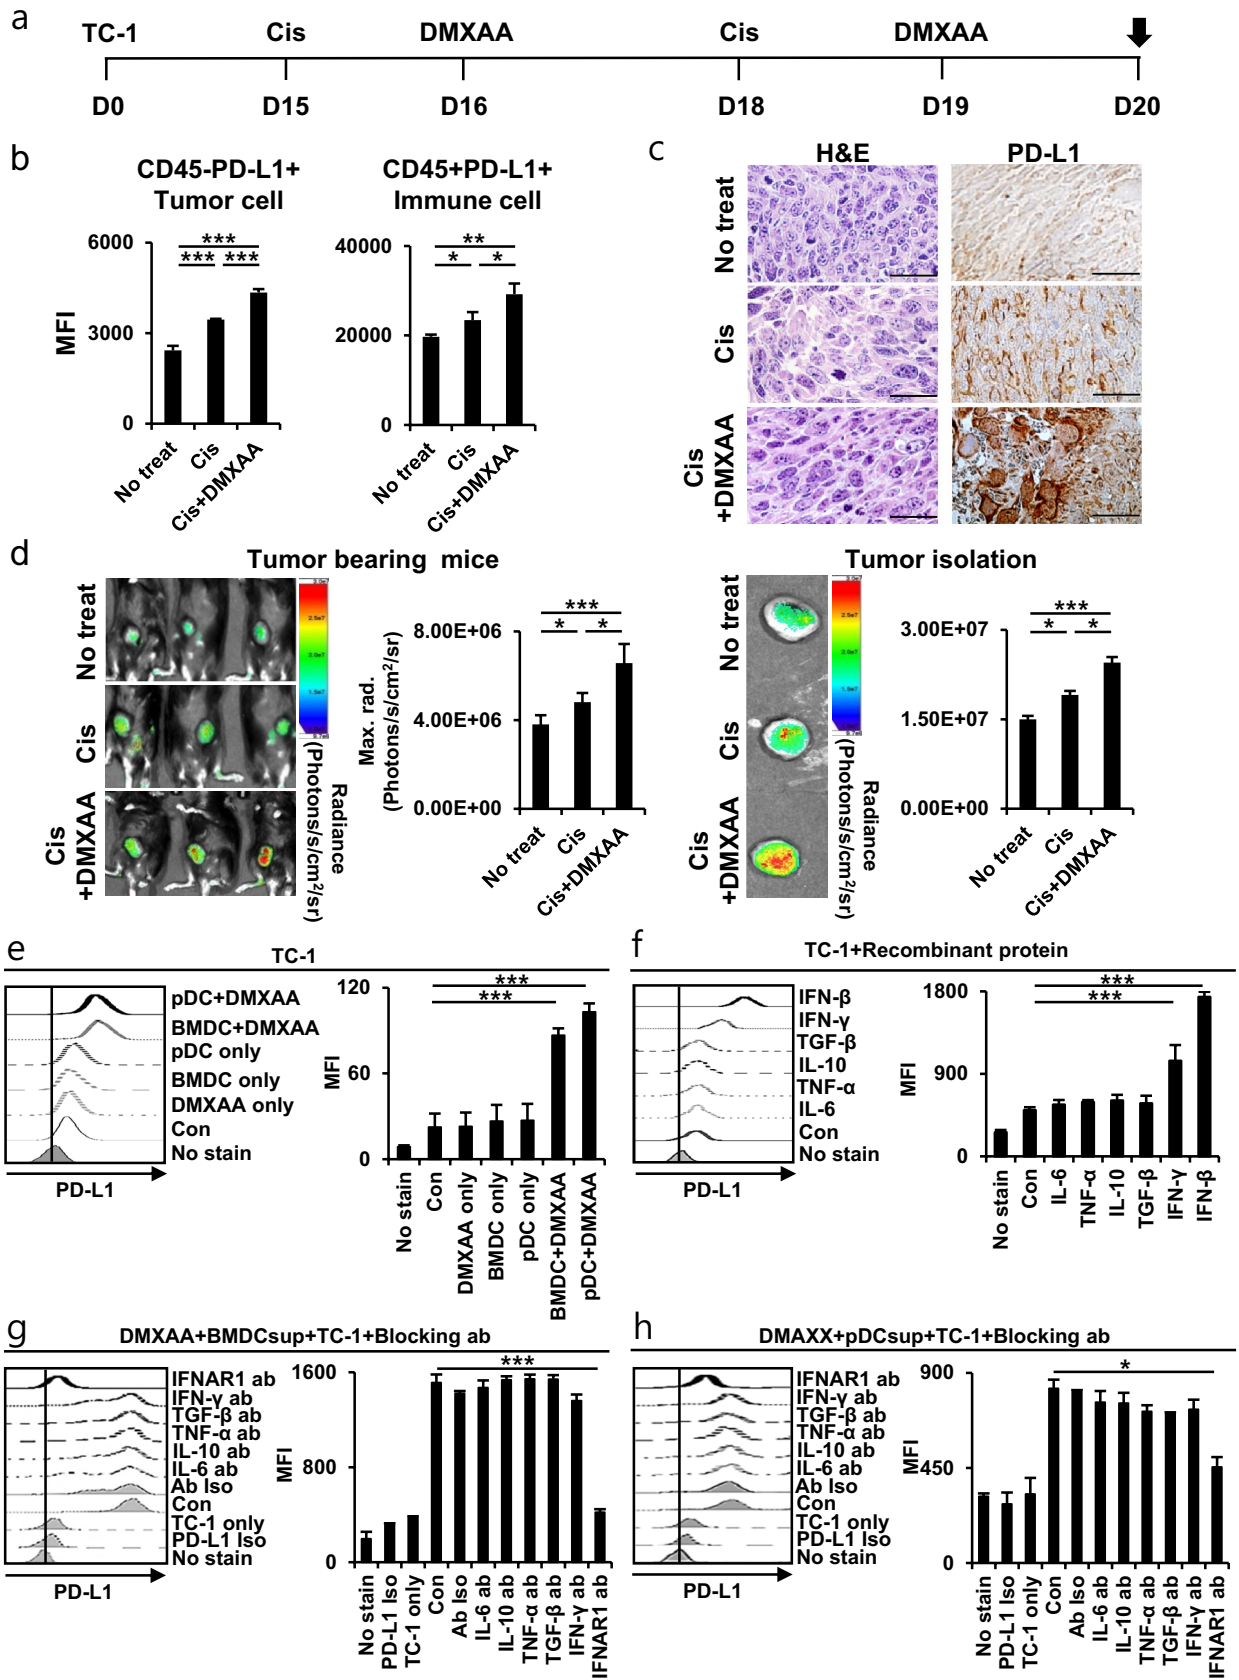 a
TC-1 Cis DMXAA Cis DMXAA
D0 D15 D16 D18 D19 D20
b
CD45-PD-L1+
Tumor cell
MFI
6000
3000
0
***
*** ***
No treat
Cis
Cis+DMXAA
CD45+PD-L1+
Immune cell
40000
20000
0
**
* *
No treat
Cis
Cis+DMXAA
c
H&E PD-L1
No treat
Cis
Cis
+DMXAA
d
Tumor bearing mice
No treat
Cis
Cis
+DMXAA
Radiance
(Photons/s/cm²/sr)
Max. rad.
(Photons/s/cm²/sr)
8.00E+06
4.00E+06
0.00E+00
***
* *
No treat
Cis
Cis+DMXAA
Tumor isolation
No treat
Cis
Cis
+DMXAA
Radiance
(Photons/s/cm²/sr)
3.00E+07
1.50E+07
0.00E+00
***
* *
No treat
Cis
Cis+DMXAA
e
TC-1
pDC+DMXAA
BMDC+DMXAA
pDC only
BMDC only
DMXAA only
Con
No stain
PD-L1
MFI
120
60
0
***
***
No stain
Con
DMXAA only
BMDC only
pDC only
BMDC+DMXAA
pDC+DMXAA
f
TC-1+Recombinant protein
IFN-β
IFN-γ
TGF-β
IL-10
TNF-α
IL-6
Con
No stain
PD-L1
MFI
1800
900
0
***
***
No stain
Con
IL-6
TNF-α
IL-10
TGF-β
IFN-γ
IFN-β
g
DMXAA+BMDCsup+TC-1+Blocking ab
IFNAR1 ab
IFN-γ ab
TGF-β ab
TNF-α ab
IL-10 ab
IL-6 ab
Ab Iso
Con
TC-1 only
PD-L1 Iso
No stain
PD-L1
MFI
1600
800
0
***
No stain
PD-L1 Iso
TC-1 only
Con
Ab Iso
IL-6 ab
IL-10 ab
TNF-α ab
TGF-β ab
IFN-γ ab
IFNAR1 ab
h
DMAXX+pDCsup+TC-1+Blocking ab
IFNAR1 ab
IFN-γ ab
TGF-β ab
TNF-α ab
IL-10 ab
IL-6 ab
Ab Iso
Con
TC-1 only
PD-L1 Iso
No stain
PD-L1
MFI
900
450
0
*
No stain
PD-L1 Iso
TC-1 only
Con
Ab Iso
IL-6 ab
IL-10 ab
TNF-α ab
TGF-β ab
IFN-γ ab
IFNAR1 ab